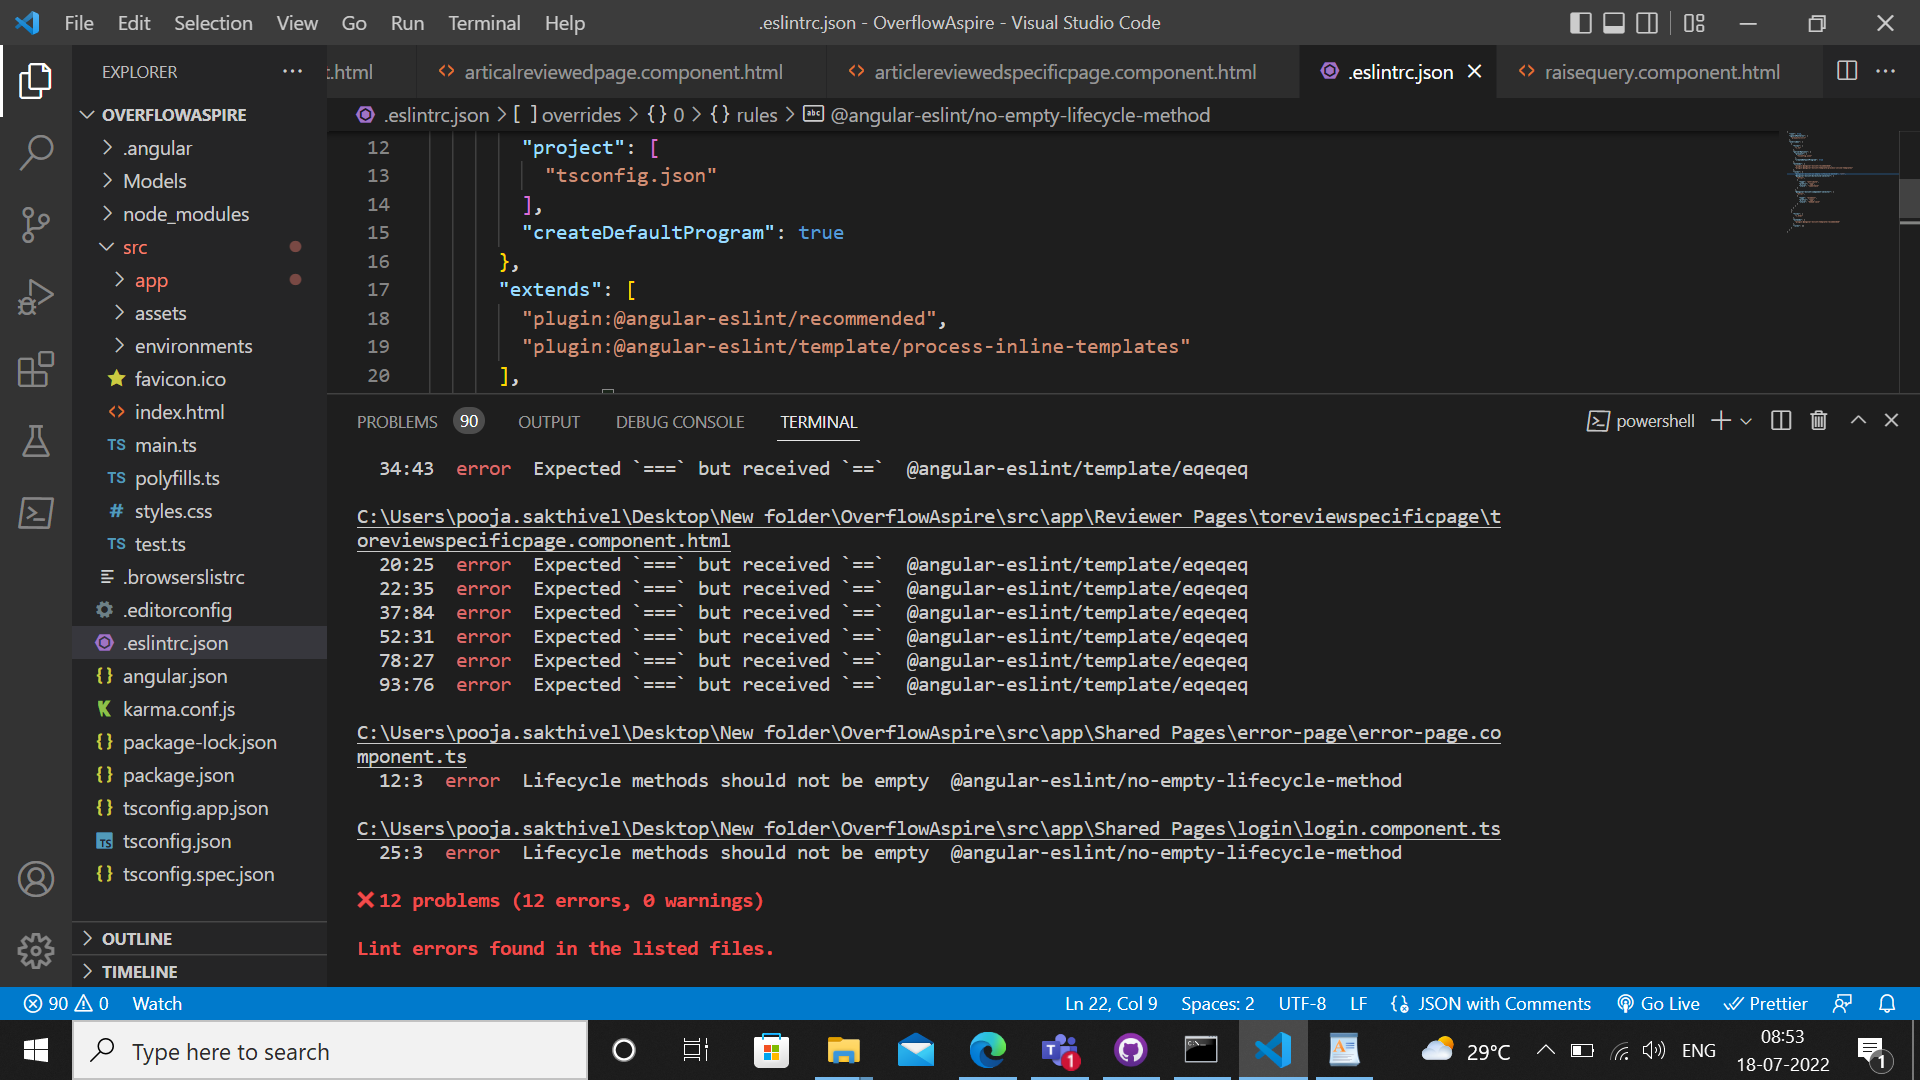 File Edit Selection View Go Run Terminal Help
.eslintrc.json - OverflowAspire - Visual Studio Code
EXPLORER
t.html
articalreviewedpage.component.html
articlereviewedspecificpage.component.html
.eslintrc.json
raisequery.component.html
.eslintrc.json > [ ] overrides > {} 0 > {} rules > abc @angular-eslint/no-empty-lifecycle-method
OVERFLOWASPIRE
.angular
Models
node_modules
src
app
assets
environments
favicon.ico
index.html
TS main.ts
TS polyfills.ts
# styles.css
TS test.ts
.browserslistrc
.editorconfig
.eslintrc.json
{} angular.json
karma.conf.js
{} package-lock.json
{} package.json
{} tsconfig.app.json
TS tsconfig.json
{} tsconfig.spec.json
OUTLINE
TIMELINE
12 "project": [
13 "tsconfig.json"
14 ],
15 "createDefaultProgram": true
16 },
17 "extends": [
18 "plugin:@angular-eslint/recommended",
19 "plugin:@angular-eslint/template/process-inline-templates"
20 ],
PROBLEMS 90 OUTPUT DEBUG CONSOLE TERMINAL
powershell
34:43 error Expected `===` but received `==` @angular-eslint/template/eqeqeq
C:\Users\pooja.sakthivel\Desktop\New folder\OverflowAspire\src\app\Reviewer Pages\toreviewspecificpage\t
oreviewspecificpage.component.html
20:25 error Expected `===` but received `==` @angular-eslint/template/eqeqeq
22:35 error Expected `===` but received `==` @angular-eslint/template/eqeqeq
37:84 error Expected `===` but received `==` @angular-eslint/template/eqeqeq
52:31 error Expected `===` but received `==` @angular-eslint/template/eqeqeq
78:27 error Expected `===` but received `==` @angular-eslint/template/eqeqeq
93:76 error Expected `===` but received `==` @angular-eslint/template/eqeqeq
C:\Users\pooja.sakthivel\Desktop\New folder\OverflowAspire\src\app\Shared Pages\error-page\error-page.co
mponent.ts
12:3 error Lifecycle methods should not be empty @angular-eslint/no-empty-lifecycle-method
C:\Users\pooja.sakthivel\Desktop\New folder\OverflowAspire\src\app\Shared Pages\login\login.component.ts
25:3 error Lifecycle methods should not be empty @angular-eslint/no-empty-lifecycle-method
12 problems (12 errors, 0 warnings)
Lint errors found in the listed files.
90 0 Watch
Ln 22, Col 9 Spaces: 2 UTF-8 LF JSON with Comments Go Live Prettier
Type here to search
1
29°C
ENG
08:53
18-07-2022
1